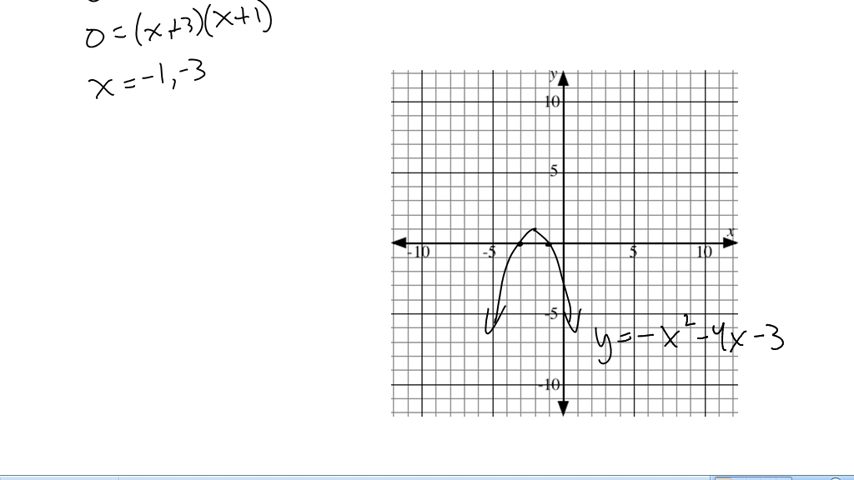 0 = (x+3)(x+1)
x = -1, -3
y
10
5
x
-10
-5
5
10
-5
-10
y = -x² - 4x - 3